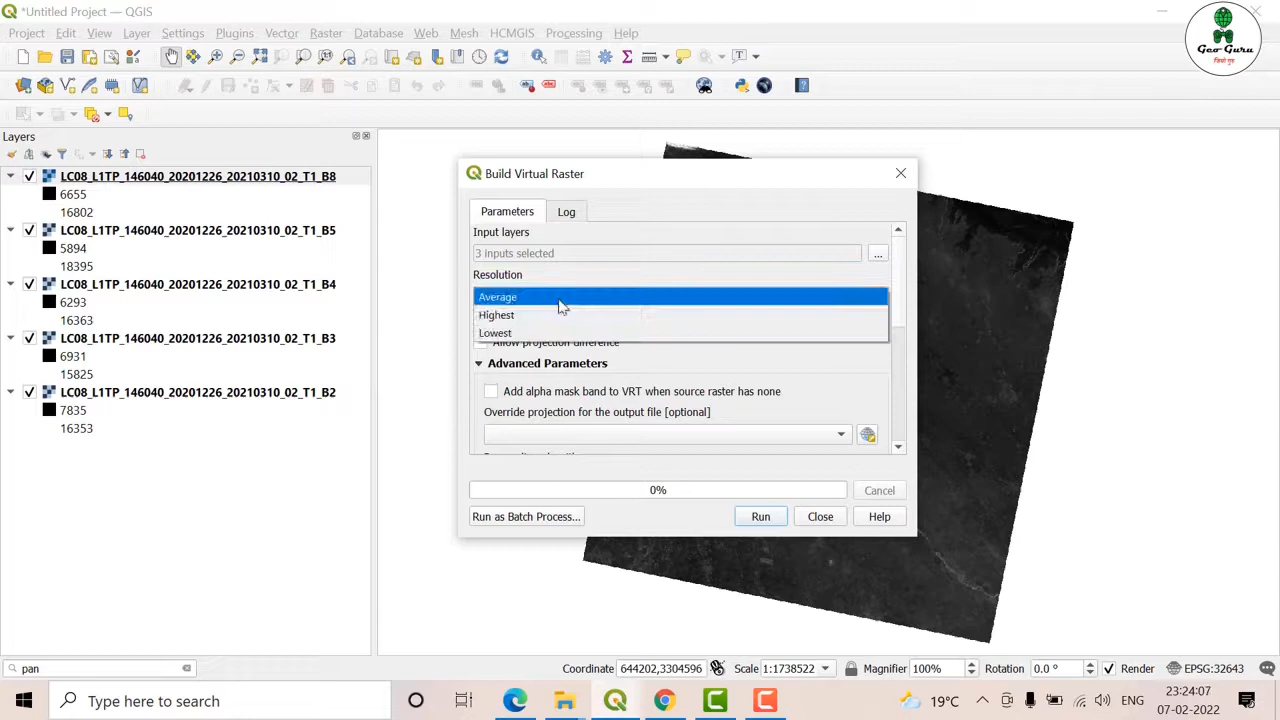 *Untitled Project — QGIS
Project Edit View Layer Settings Plugins Vector Raster Database Web Mesh HCMGIS Processing Help
Geo Guru
जियो गुरु
Layers
LC08_L1TP_146040_20201226_20210310_02_T1_B8
6655
16802
LC08_L1TP_146040_20201226_20210310_02_T1_B5
5894
18395
LC08_L1TP_146040_20201226_20210310_02_T1_B4
6293
16363
LC08_L1TP_146040_20201226_20210310_02_T1_B3
6931
15825
LC08_L1TP_146040_20201226_20210310_02_T1_B2
7835
16353
Build Virtual Raster
Parameters Log
Input layers
3 inputs selected
...
Resolution
Average
Highest
Lowest
Allow projection difference
Advanced Parameters
Add alpha mask band to VRT when source raster has none
Override projection for the output file [optional]
0%
Cancel
Run as Batch Process... Run Close Help
pan
Coordinate 644202,3304596 Scale 1:1738522 Magnifier 100% Rotation 0.0 ° Render EPSG:32643
Type here to search
19°C
ENG
23:24:07
07-02-2022